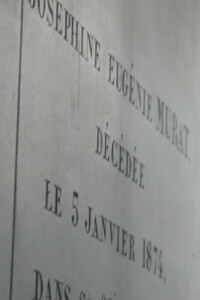 JOSÉPHINE EUGÉNIE MURAT.
DÉCÉDÉE
LE 5 JANVIER 1874.
DANS